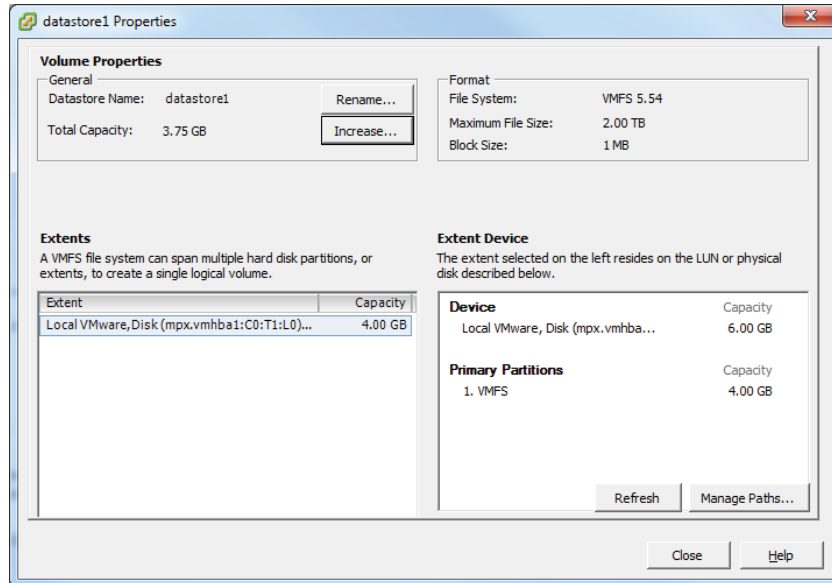 datastore1 Properties
Volume Properties
General
Datastore Name: datastore1
Rename...
Total Capacity: 3.75 GB
Increase...
Format
File System: VMFS 5.54
Maximum File Size: 2.00 TB
Block Size: 1 MB
Extents
A VMFS file system can span multiple hard disk partitions, or
extents, to create a single logical volume.
Extent Capacity
Local VMware,Disk (mpx.vmhba1:C0:T1:L0)... 4.00 GB
Extent Device
The extent selected on the left resides on the LUN or physical
disk described below.
Device Capacity
Local VMware, Disk (mpx.vmhba... 6.00 GB
Primary Partitions Capacity
1. VMFS 4.00 GB
Refresh Manage Paths...
Close Help